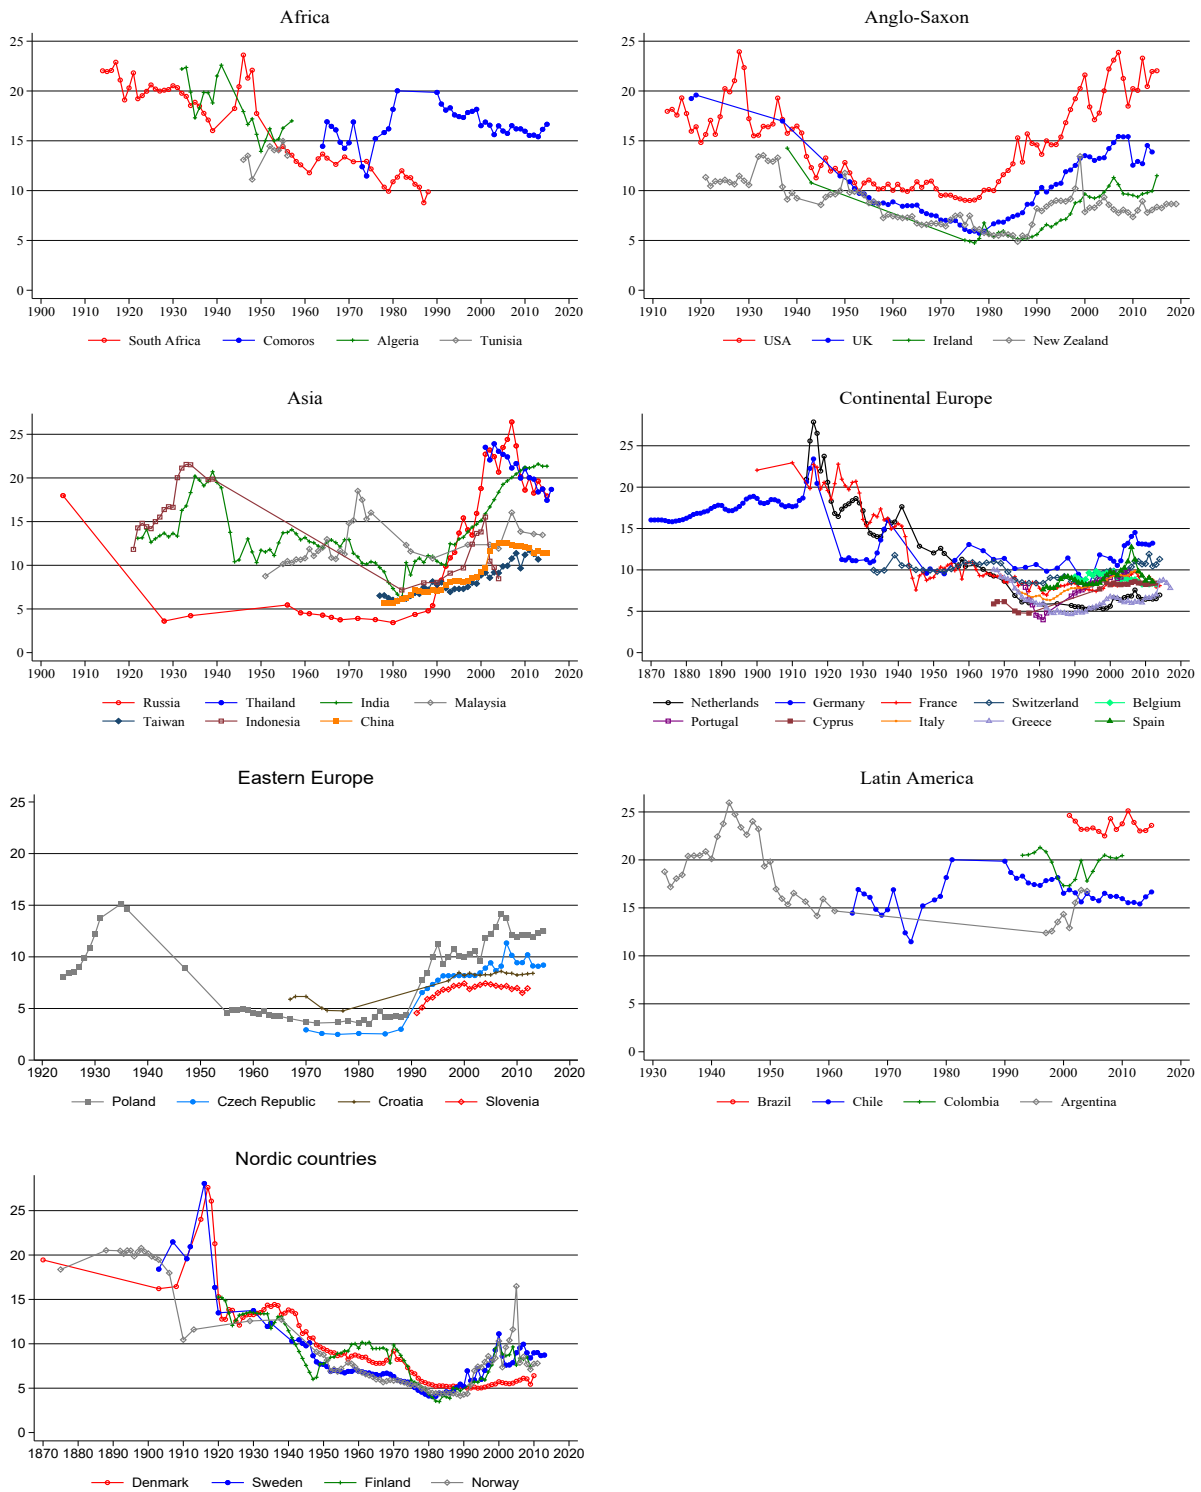 Africa
25
20
15
10
5
0
1900 1910 1920 1930 1940 1950 1960 1970 1980 1990 2000 2010 2020
South Africa Comoros Algeria Tunisia
Anglo-Saxon
25
20
15
10
5
0
1910 1920 1930 1940 1950 1960 1970 1980 1990 2000 2010 2020
USA UK Ireland New Zealand
Asia
25
20
15
10
5
0
1900 1910 1920 1930 1940 1950 1960 1970 1980 1990 2000 2010 2020
Russia Thailand India Malaysia
Taiwan Indonesia China
Continental Europe
25
20
15
10
5
0
1870 1880 1890 1900 1910 1920 1930 1940 1950 1960 1970 1980 1990 2000 2010 2020
Netherlands Germany France Switzerland Belgium
Portugal Cyprus Italy Greece Spain
Eastern Europe
25
20
15
10
5
0
1920 1930 1940 1950 1960 1970 1980 1990 2000 2010 2020
Poland Czech Republic Croatia Slovenia
Latin America
25
20
15
10
5
0
1930 1940 1950 1960 1970 1980 1990 2000 2010 2020
Brazil Chile Colombia Argentina
Nordic countries
25
20
15
10
5
0
1870 1880 1890 1900 1910 1920 1930 1940 1950 1960 1970 1980 1990 2000 2010 2020
Denmark Sweden Finland Norway